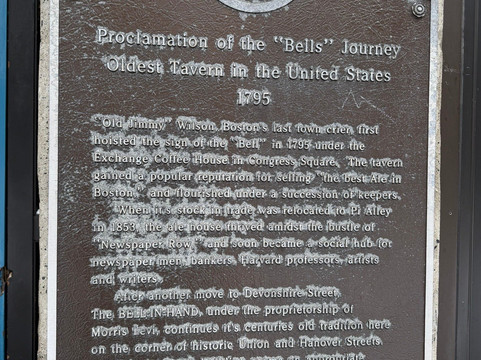 Proclamation of the "Bells" Journey
Oldest Tavern in the United States
1795
"Old Jimmy" Wilson, Boston's last town crier, first
hoisted the sign of the "Bell" in 1795 under the
Exchange Coffee House in Congress Square. The tavern
gained a popular reputation for selling "the best Ale in
Boston," and flourished under a succession of keepers.
When it's stock in trade was relocated to Pi Alley
in 1853, the ale house thrived amidst the bustle of
"Newspaper Row," and soon became a social hub for
newspaper men, bankers, Harvard professors, artists
and writers.
After another move to Devonshire Street,
The BELL-IN-HAND, under the proprietorship of
Morris Levi, continues it's centuries old tradition here
on the corner of historic Union and Hanover Streets